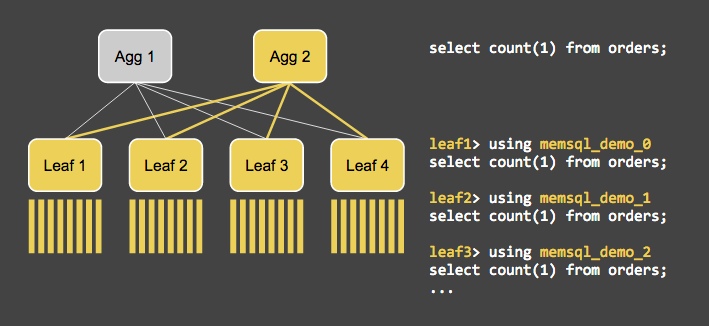 Agg 1
Agg 2
Leaf 1
Leaf 2
Leaf 3
Leaf 4
select count(1) from orders;
leaf1> using memsql_demo_0
select count(1) from orders;
leaf2> using memsql_demo_1
select count(1) from orders;
leaf3> using memsql_demo_2
select count(1) from orders;
...